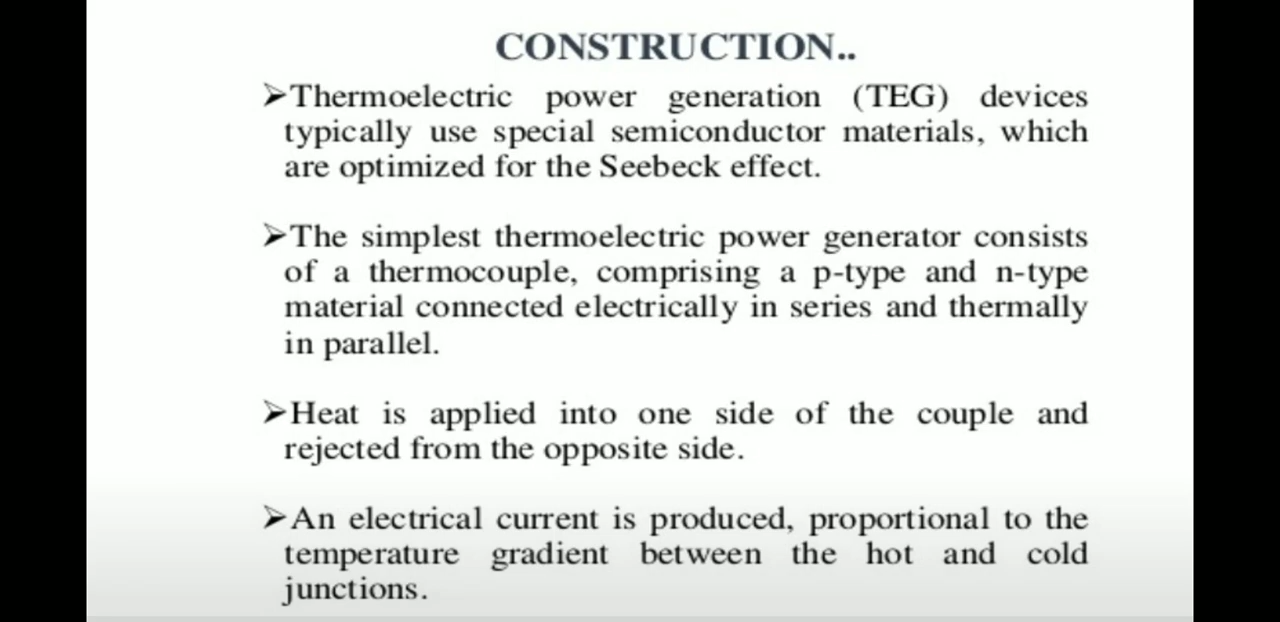 CONSTRUCTION..
➢Thermoelectric power generation (TEG) devices
typically use special semiconductor materials, which
are optimized for the Seebeck effect.
➢The simplest thermoelectric power generator consists
of a thermocouple, comprising a p-type and n-type
material connected electrically in series and thermally
in parallel.
➢Heat is applied into one side of the couple and
rejected from the opposite side.
➢An electrical current is produced, proportional to the
temperature gradient between the hot and cold
junctions.